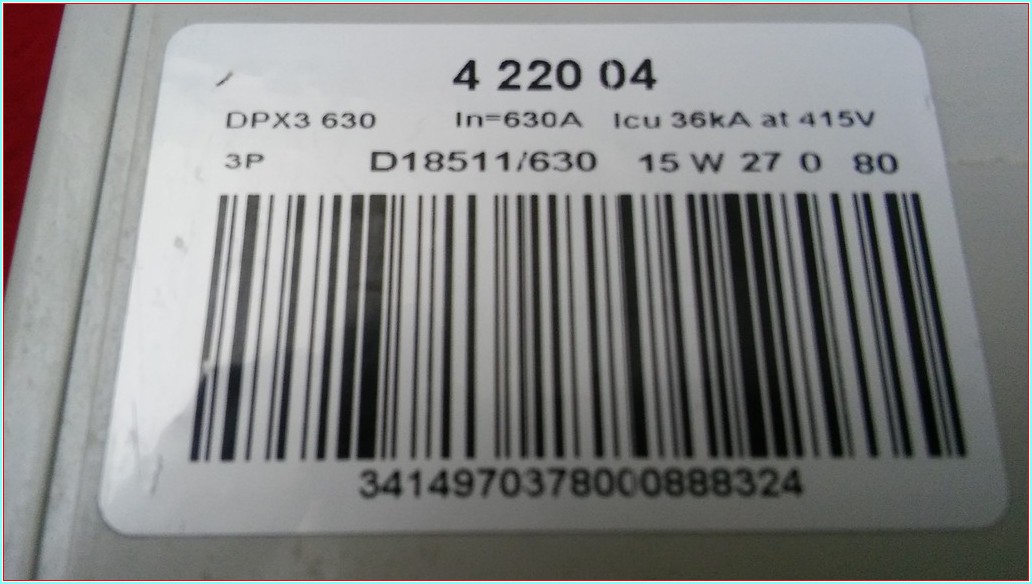 4 220 04
DPX3 630 In=630A Icu 36kA at 415V
3P D18511/630 15 W 27 0 80
3414970378000888324